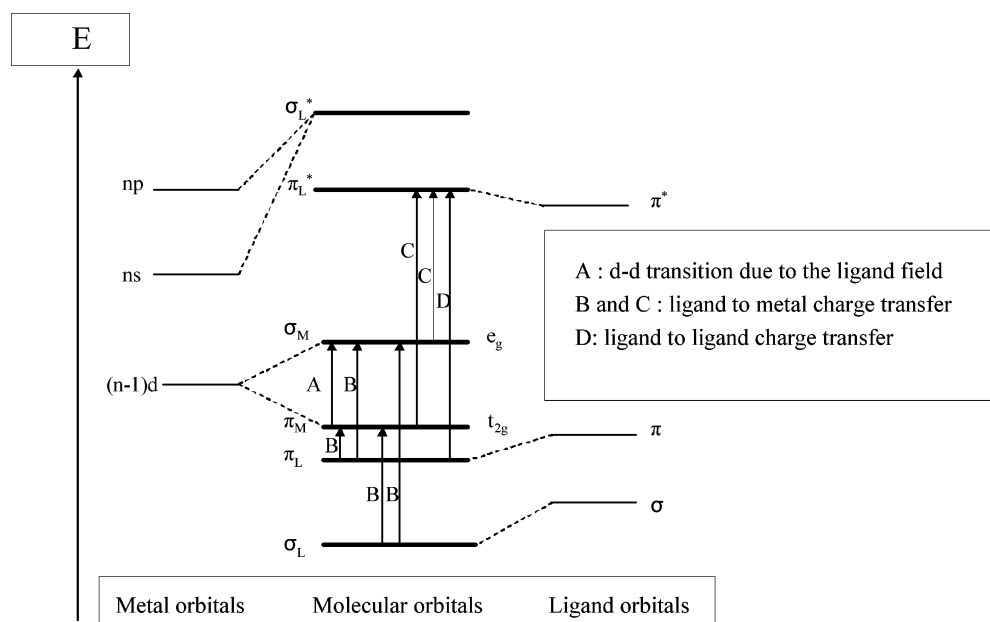 E
σL*
np
πL*
π*
ns
C
C
D
A : d-d transition due to the ligand field
B and C : ligand to metal charge transfer
D: ligand to ligand charge transfer
σM
eg
(n-1)d
A
B
πM
t2g
π
B
πL
B
B
σ
σL
Metal orbitals Molecular orbitals Ligand orbitals